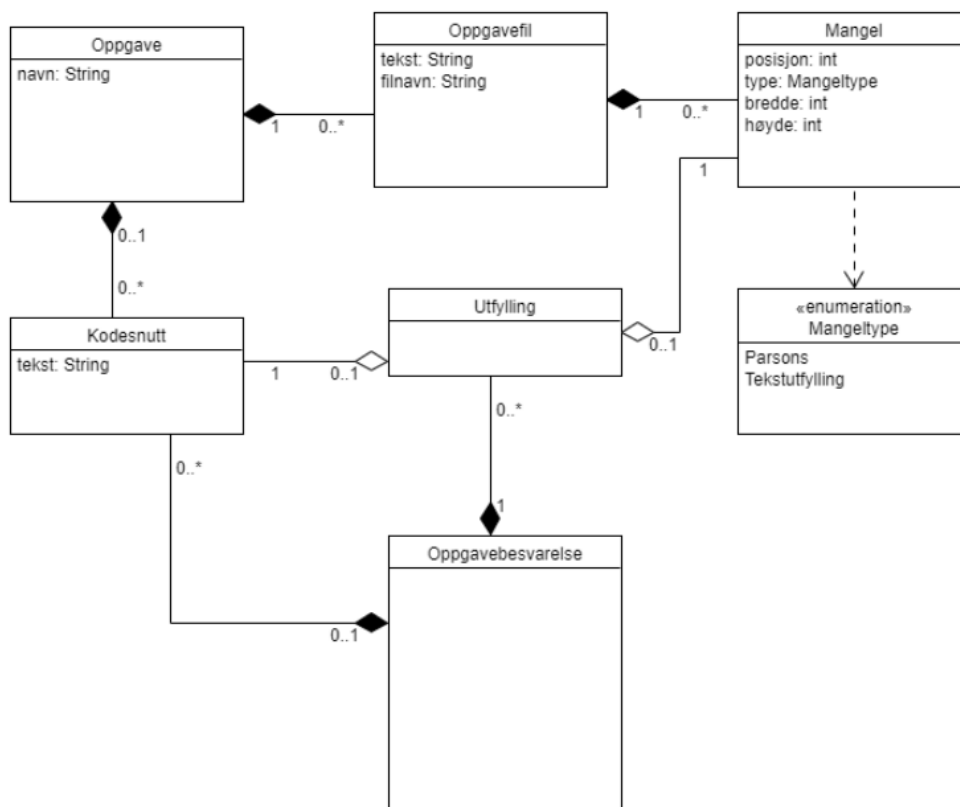 Oppgave
navn: String
Oppgavefil
tekst: String
filnavn: String
Mangel
posisjon: int
type: Mangeltype
bredde: int
høyde: int
1
0..*
1
0..*
1
0..1
0..*
Kodesnutt
tekst: String
Utfylling
0..1
1
0..1
«enumeration»
Mangeltype
Parsons
Tekstutfylling
0..*
0..*
1
Oppgavebesvarelse
0..1